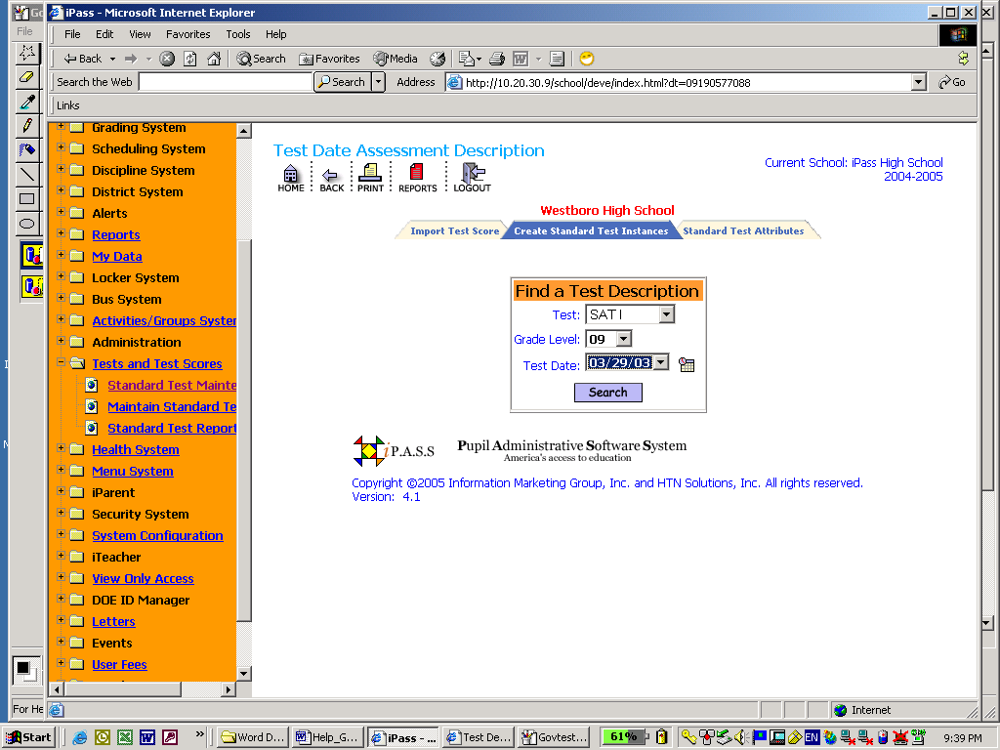 Go
iPass - Microsoft Internet Explorer
File
File Edit View Favorites Tools Help
Back Search Favorites Media
Search the Web Search Address http://10.20.30.9/school/deve/index.html?dt=09190577088 Go
Links
Grading System
Scheduling System
Discipline System
District System
Alerts
Reports
My Data
Locker System
Bus System
Activities/Groups System
Administration
Tests and Test Scores
Standard Test Mainte
Maintain Standard Te
Standard Test Report
Health System
Menu System
iParent
Security System
System Configuration
iTeacher
View Only Access
DOE ID Manager
Letters
Events
User Fees
Test Date Assessment Description
HOME BACK PRINT REPORTS LOGOUT
Current School: iPass High School
2004-2005
Westboro High School
Import Test Score Create Standard Test Instances Standard Test Attributes
Find a Test Description
Test: SAT I
Grade Level: 09
Test Date: 03/29/03
Search
iP.A.S.S Pupil Administrative Software System
America's access to education
Copyright ©2005 Information Marketing Group, Inc. and HTN Solutions, Inc. All rights reserved.
Version: 4.1
For He
Internet
Start » Word D... Help_G... iPass - ... Test De... Govtest... 61% EN 9:39 PM